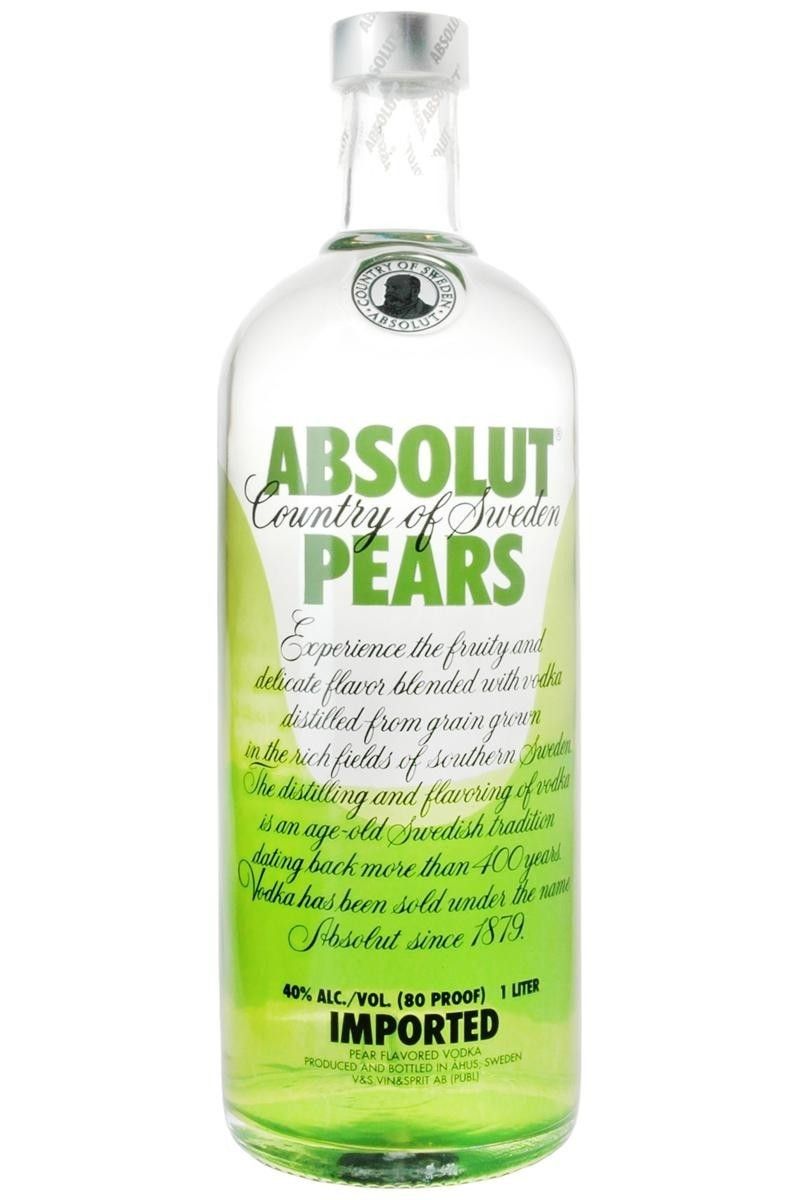 ABSOLUT
COUNTRY OF SWEDEN
ABSOLUT
ABSOLUT®
Country of Sweden
PEARS
Experience the fruity and
delicate flavor blended with vodka
distilled from grain grown
in the rich fields of southern Sweden.
The distilling and flavoring of vodka
is an age-old Swedish tradition
dating back more than 400 years.
Vodka has been sold under the name
Absolut since 1879.
40% ALC./VOL. (80 PROOF) 1 LITER
IMPORTED
PEAR FLAVORED VODKA
PRODUCED AND BOTTLED IN ÅHUS, SWEDEN
V&S VIN&SPRIT AB (PUBL)